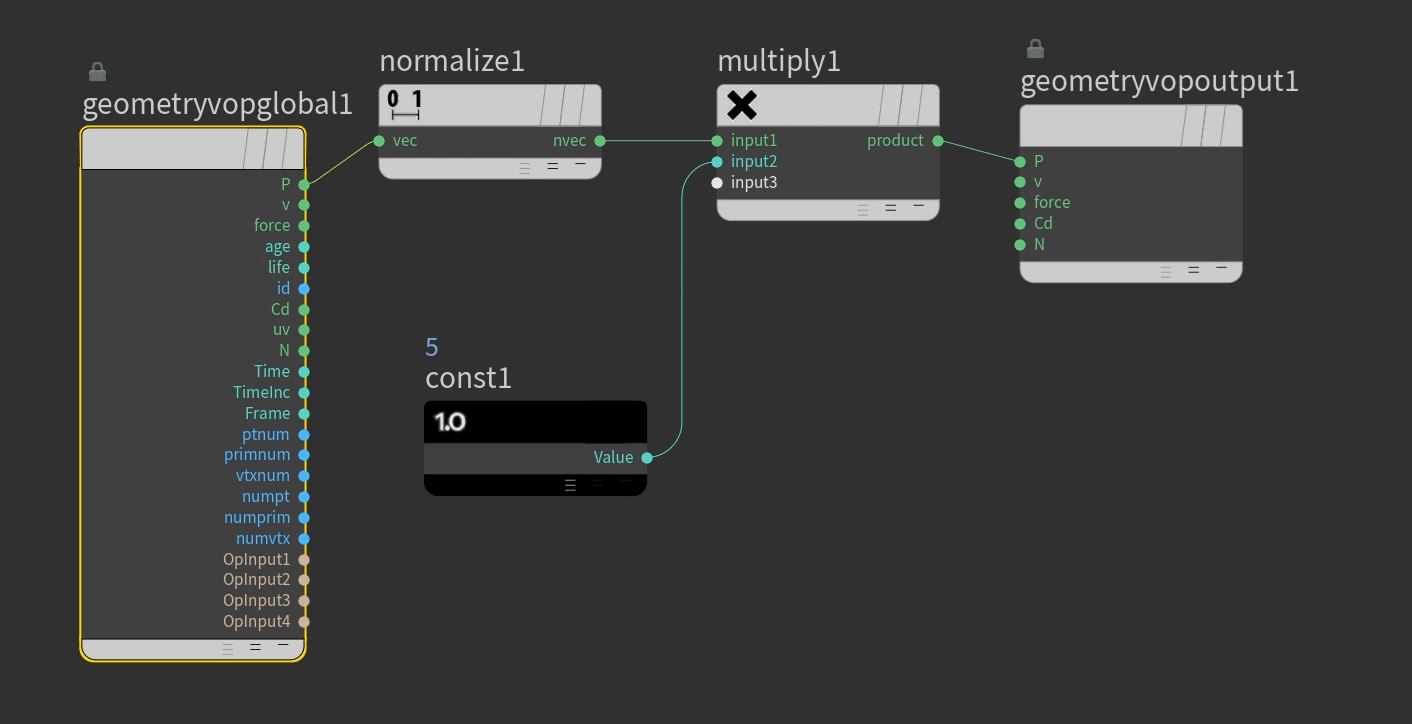 geometryvopglobal1
P
v
force
age
life
id
Cd
uv
N
Time
TimeInc
Frame
ptnum
primnum
vtxnum
numpt
numprim
numvtx
OpInput1
OpInput2
OpInput3
OpInput4
normalize1
0 1
vec nvec
5
const1
1.0
Value
multiply1
input1 product
input2
input3
geometryvopoutput1
P
v
force
Cd
N